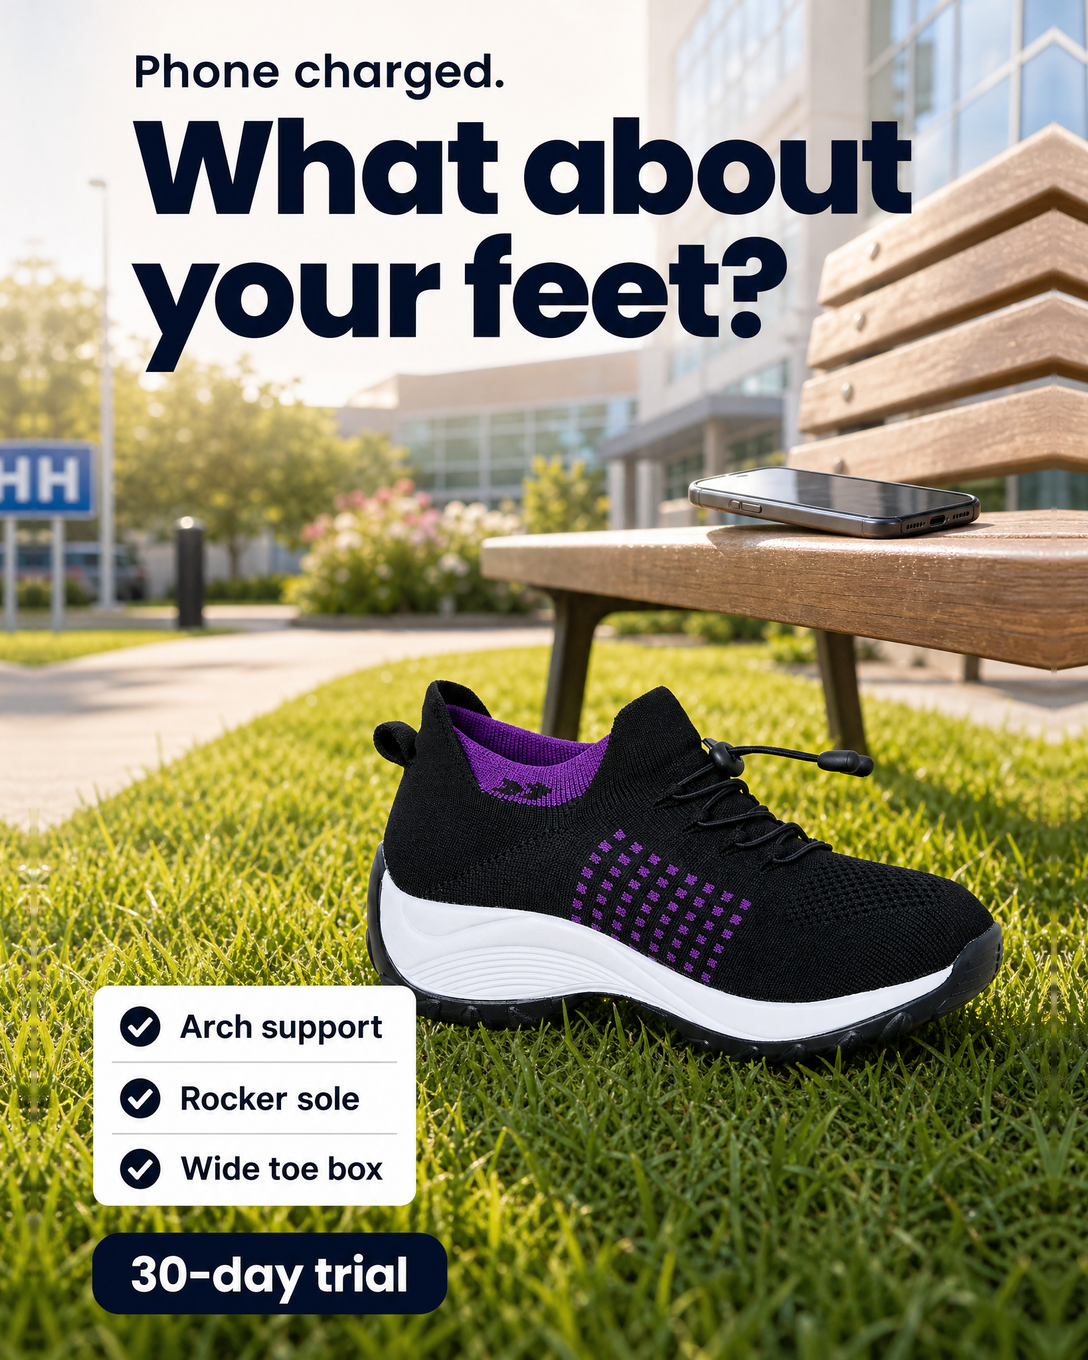 Phone charged.
What about
your feet?
HH
Arch support
Rocker sole
Wide toe box
30-day trial